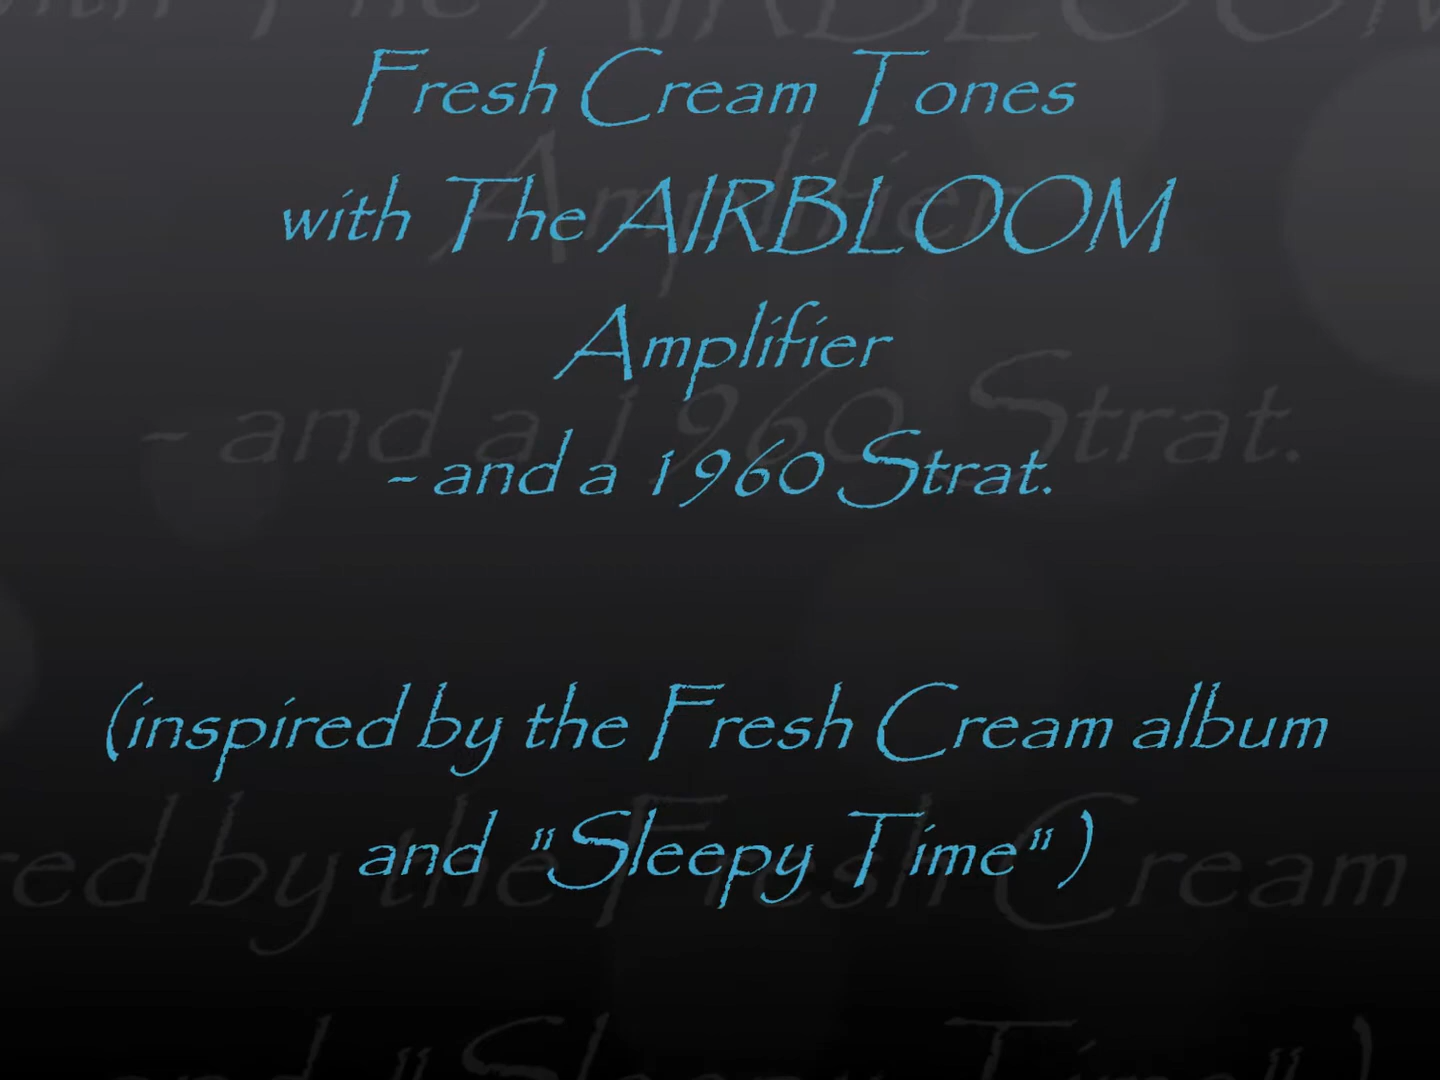 Fresh Cream Tones
with The AIRBLOOM
Amplifier
- and a 1960 Strat.
(inspired by the Fresh Cream album
and "Sleepy Time" )